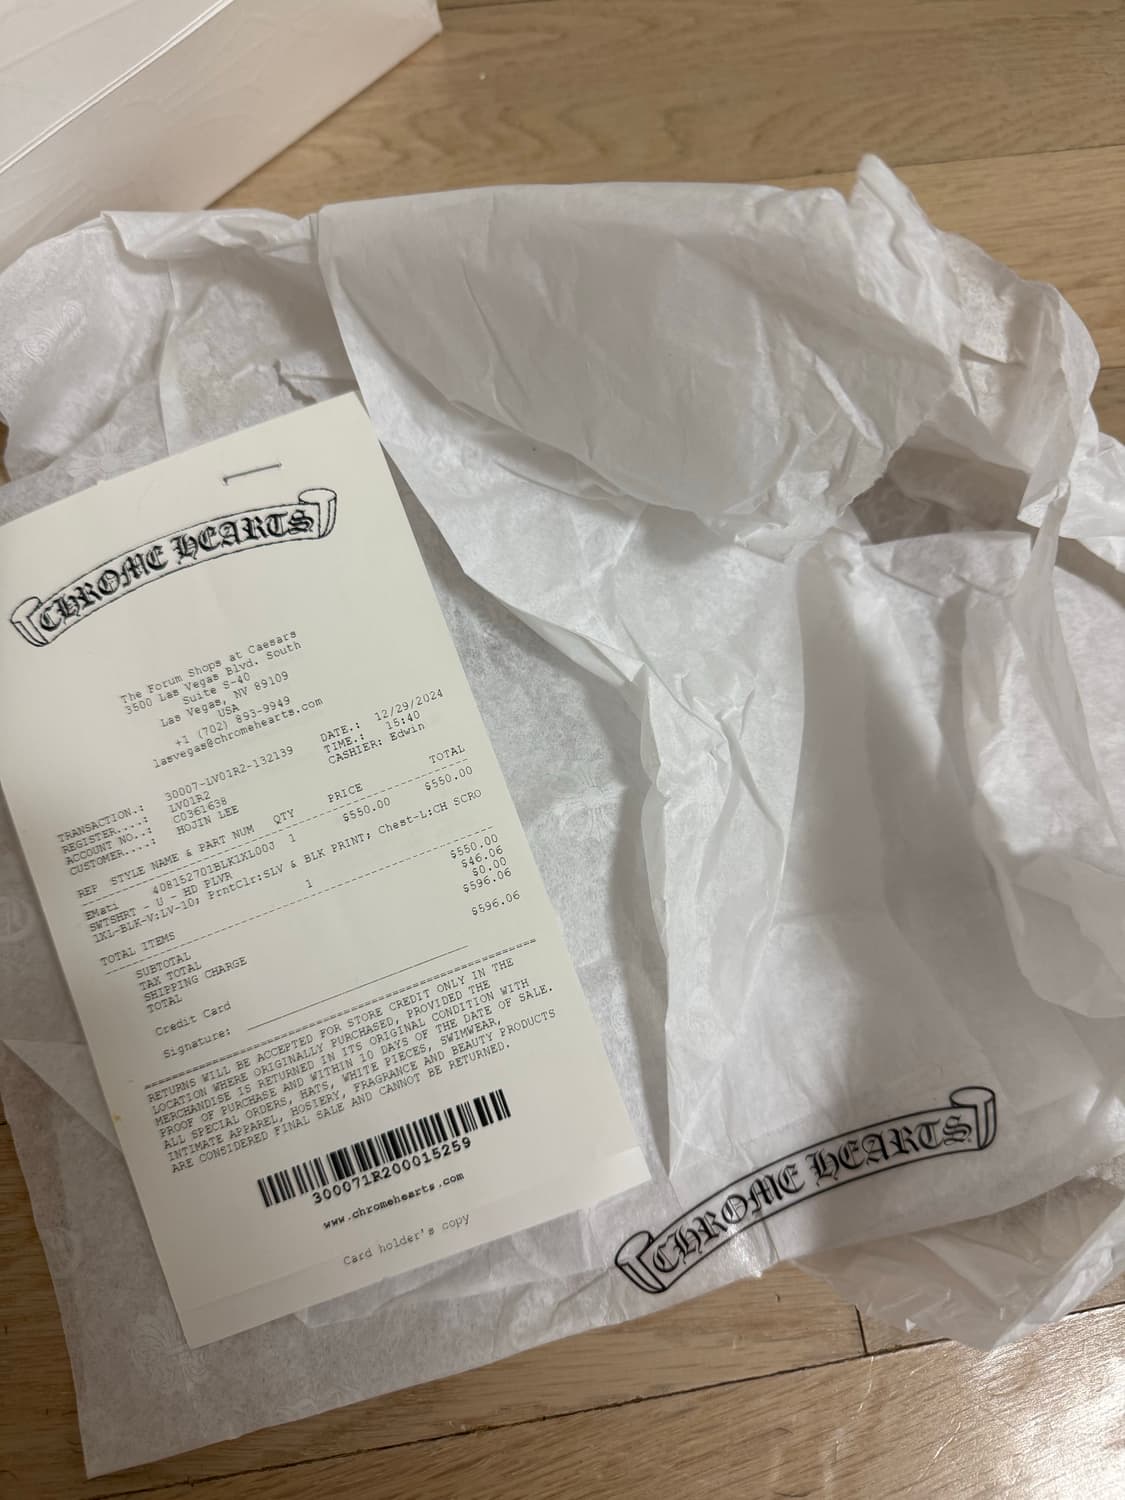 CHROME HEARTS
The Forum Shops at Caesars
3500 Las Vegas Blvd. South
Suite S-40
Las Vegas, NV 89109
USA
+1 (702) 893-9949
lasvegas@chromehearts.com
TRANSACTION.: 30007-LV01R2-132139 DATE.: 12/29/2024
REGISTER....: LV01R2 TIME.: 15:40
ACCOUNT NO..: C0361638 CASHIER: Edwin
CUSTOMER....: HOJIN LEE
REP STYLE NAME & PART NUM QTY PRICE TOTAL
EMati 408152701BLK1XL00J 1 $550.00 $550.00
SWTSHRT - U - HD PLVR
1XL-BLK-V:LV-10; PrntClr:SLV & BLK PRINT; Chest-L:CH SCRO
TOTAL ITEMS 1
SUBTOTAL $550.00
TAX TOTAL $46.06
SHIPPING CHARGE $0.00
TOTAL $596.06
Credit Card $596.06
Signature:
RETURNS WILL BE ACCEPTED FOR STORE CREDIT ONLY IN THE
LOCATION WHERE ORIGINALLY PURCHASED, PROVIDED THE
MERCHANDISE IS RETURNED IN ITS ORIGINAL CONDITION WITH
PROOF OF PURCHASE AND WITHIN 10 DAYS OF THE DATE OF SALE.
ALL SPECIAL ORDERS, HATS, WHITE PIECES, SWIMWEAR,
INTIMATE APPAREL, HOSIERY, FRAGRANCE AND BEAUTY PRODUCTS
ARE CONSIDERED FINAL SALE AND CANNOT BE RETURNED.
300071R200015259
www.chromehearts.com
Card holder's copy
CHROME HEARTS